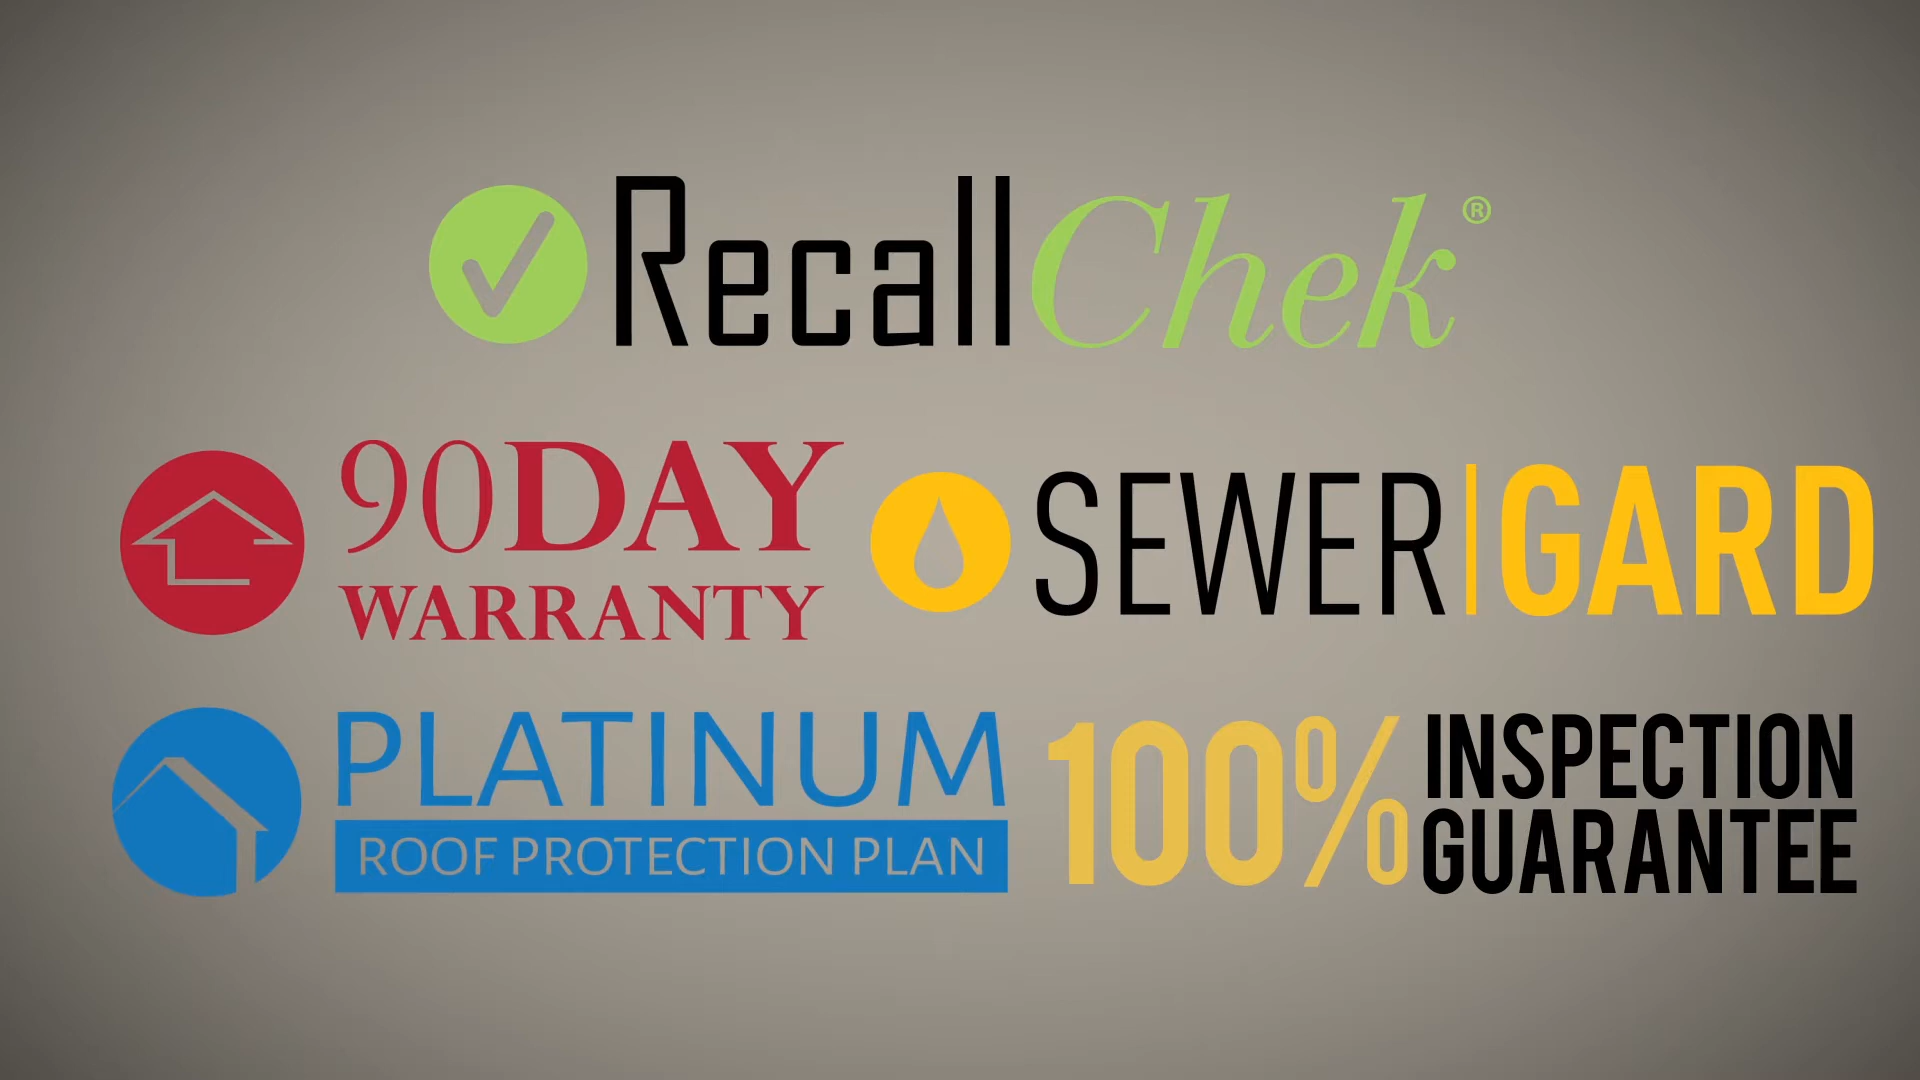 RecallChek®
90DAY
WARRANTY
SEWER|GARD
PLATINUM
ROOF PROTECTION PLAN
100% INSPECTION
GUARANTEE